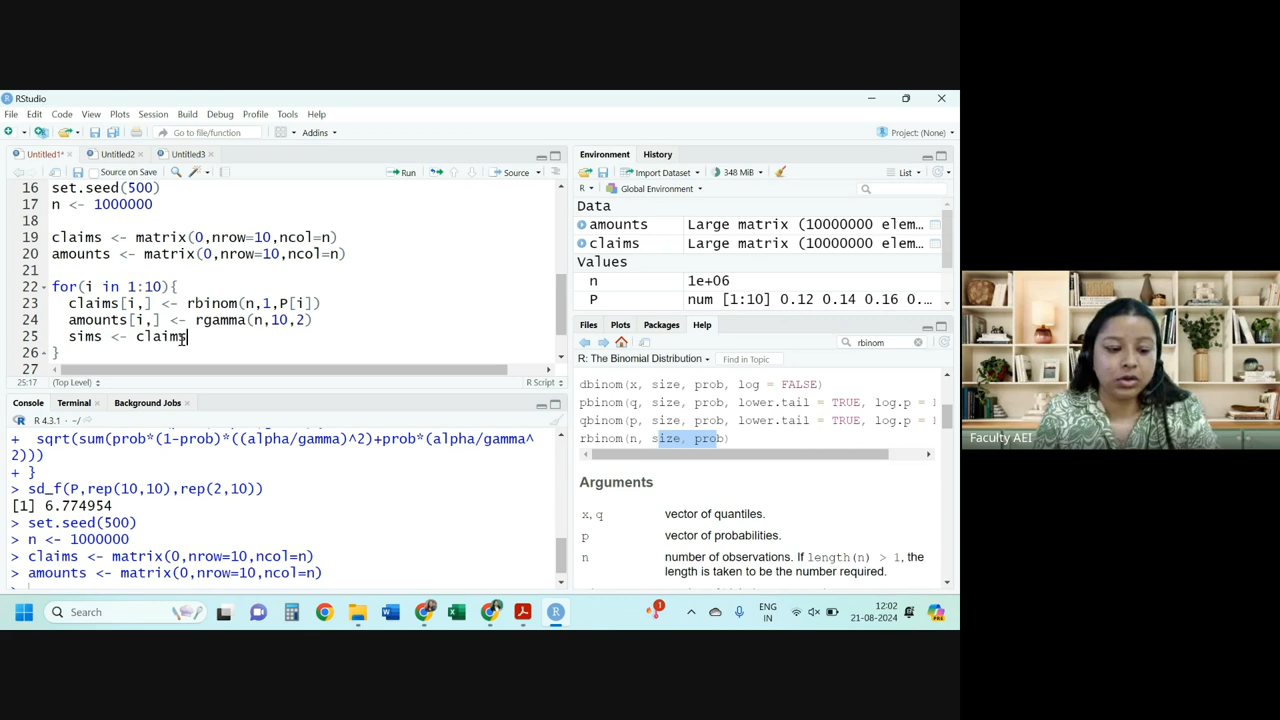 RStudio
File Edit Code View Plots Session Build Debug Profile Tools Help
Go to file/function Addins Project: (None)
Untitled1* Untitled2 Untitled3
Source on Save Run Source
16 set.seed(500)
17 n <- 1000000
18
19 claims <- matrix(0,nrow=10,ncol=n)
20 amounts <- matrix(0,nrow=10,ncol=n)
21
22 for(i in 1:10){
23 claims[i,] <- rbinom(n,1,P[i])
24 amounts[i,] <- rgamma(n,10,2)
25 sims <- claims
26 }
27
25:17 (Top Level) R Script
Console Terminal Background Jobs
R 4.3.1 · ~/
+ sqrt(sum(prob*(1-prob)*((alpha/gamma)^2)+prob*(alpha/gamma^
2)))
+ }
> sd_f(P,rep(10,10),rep(2,10))
[1] 6.774954
> set.seed(500)
> n <- 1000000
> claims <- matrix(0,nrow=10,ncol=n)
> amounts <- matrix(0,nrow=10,ncol=n)
>
Environment History
Import Dataset 348 MiB List
R Global Environment
Data
amounts Large matrix (10000000 elem…
claims Large matrix (10000000 elem…
Values
n 1e+06
P num [1:10] 0.12 0.14 0.16 0.…
Files Plots Packages Help
rbinom
R: The Binomial Distribution Find in Topic
dbinom(x, size, prob, log = FALSE)
pbinom(q, size, prob, lower.tail = TRUE, log.p =
qbinom(p, size, prob, lower.tail = TRUE, log.p =
rbinom(n, size, prob)
Arguments
x, q vector of quantiles.
p vector of probabilities.
n number of observations. If length(n) > 1, the
length is taken to be the number required.
Search
ENG
IN
12:02
21-08-2024
1
Faculty AEI